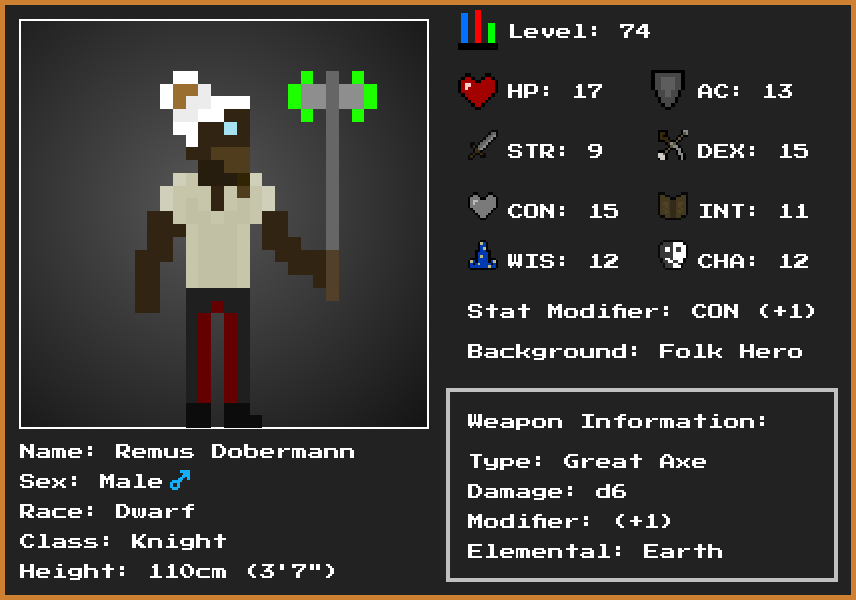 Level: 74
HP: 17
AC: 13
STR: 9
DEX: 15
CON: 15
INT: 11
WIS: 12
CHA: 12
Stat Modifier: CON (+1)
Background: Folk Hero
Weapon Information:
Type: Great Axe
Damage: d6
Modifier: (+1)
Elemental: Earth
Name: Remus Dobermann
Sex: Male ♂
Race: Dwarf
Class: Knight
Height: 110cm (3'7")